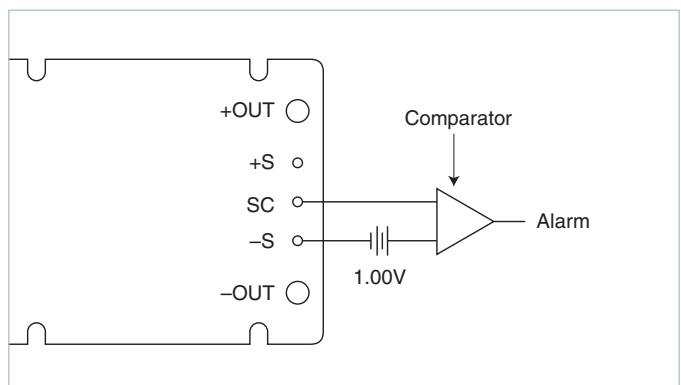 +OUT
Comparator
+S
SC
Alarm
–S
1.00V
–OUT